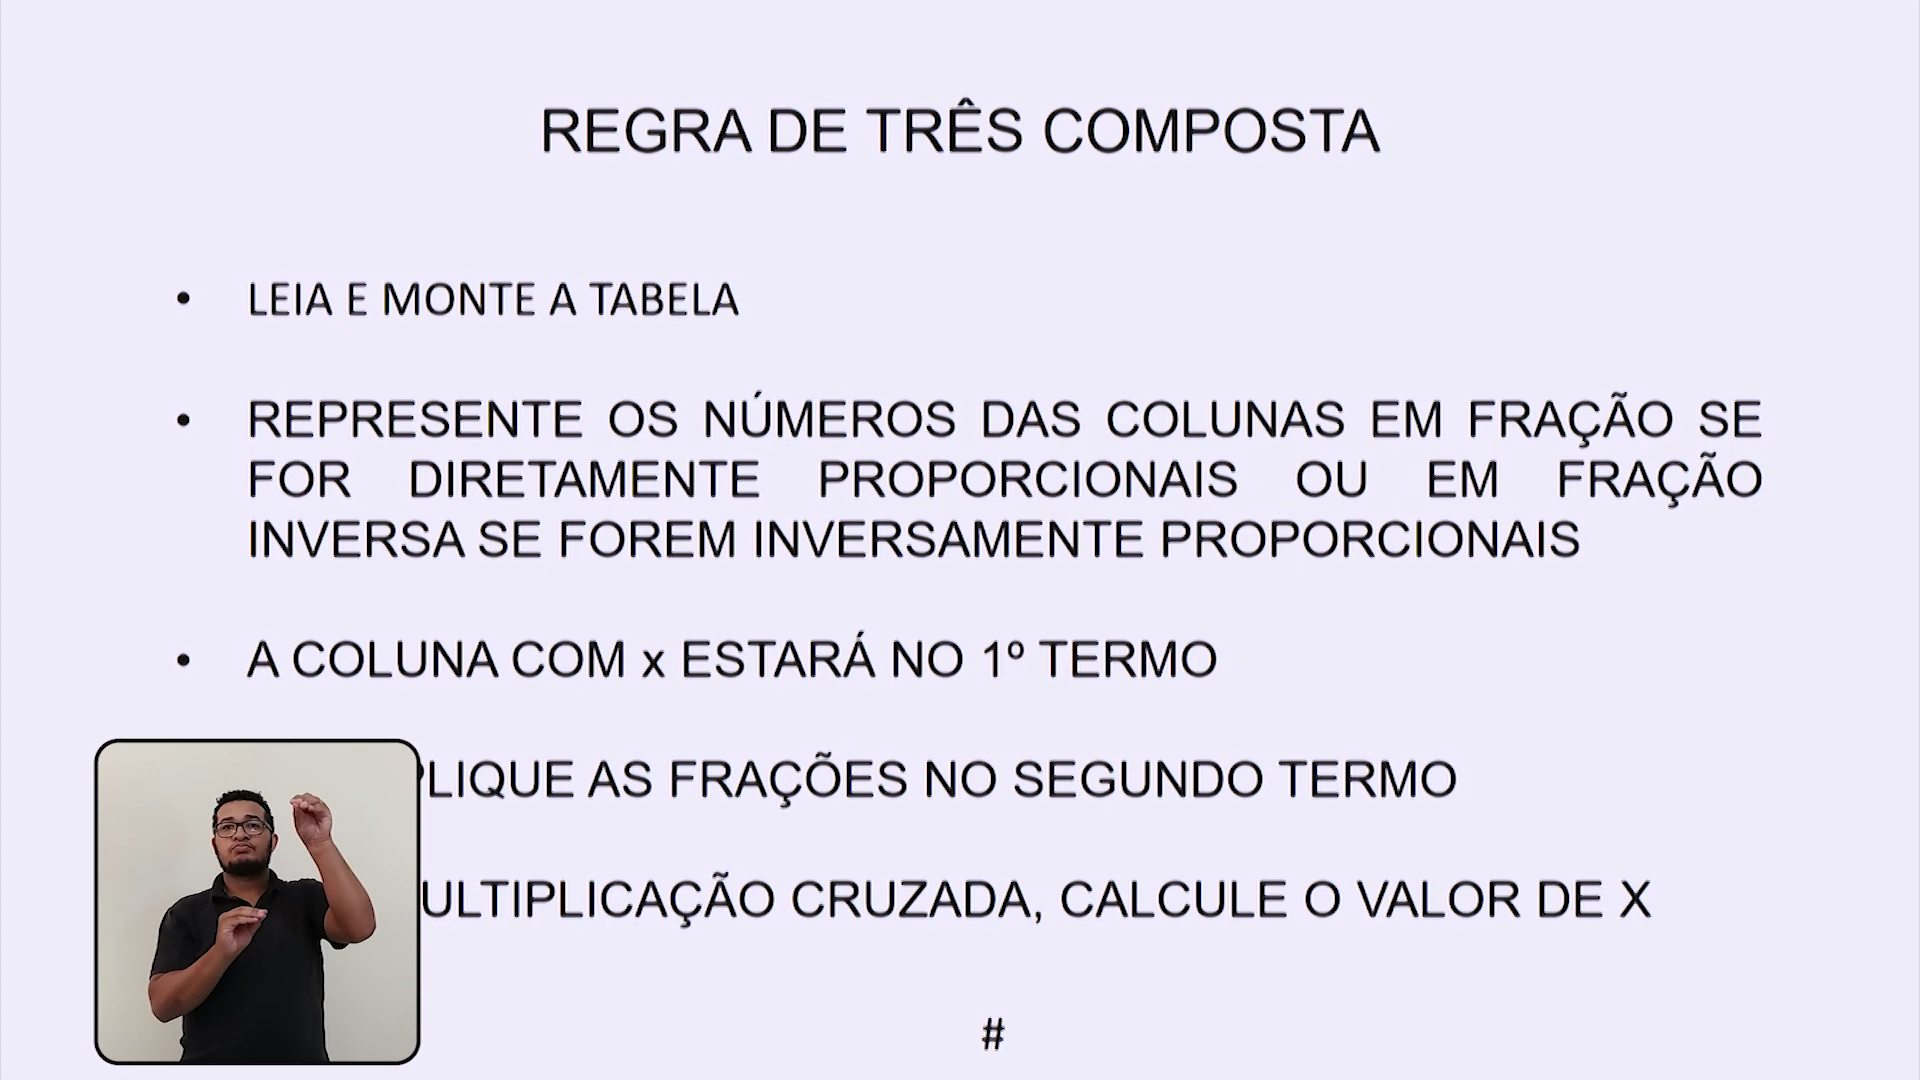 REGRA DE TRÊS COMPOSTA
• LEIA E MONTE A TABELA
• REPRESENTE OS NÚMEROS DAS COLUNAS EM FRAÇÃO SE
FOR DIRETAMENTE PROPORCIONAIS OU EM FRAÇÃO
INVERSA SE FOREM INVERSAMENTE PROPORCIONAIS
• A COLUNA COM x ESTARÁ NO 1º TERMO
AS FRAÇÕES NO SEGUNDO TERMO
CRUZADA, CALCULE O VALOR DE X
#